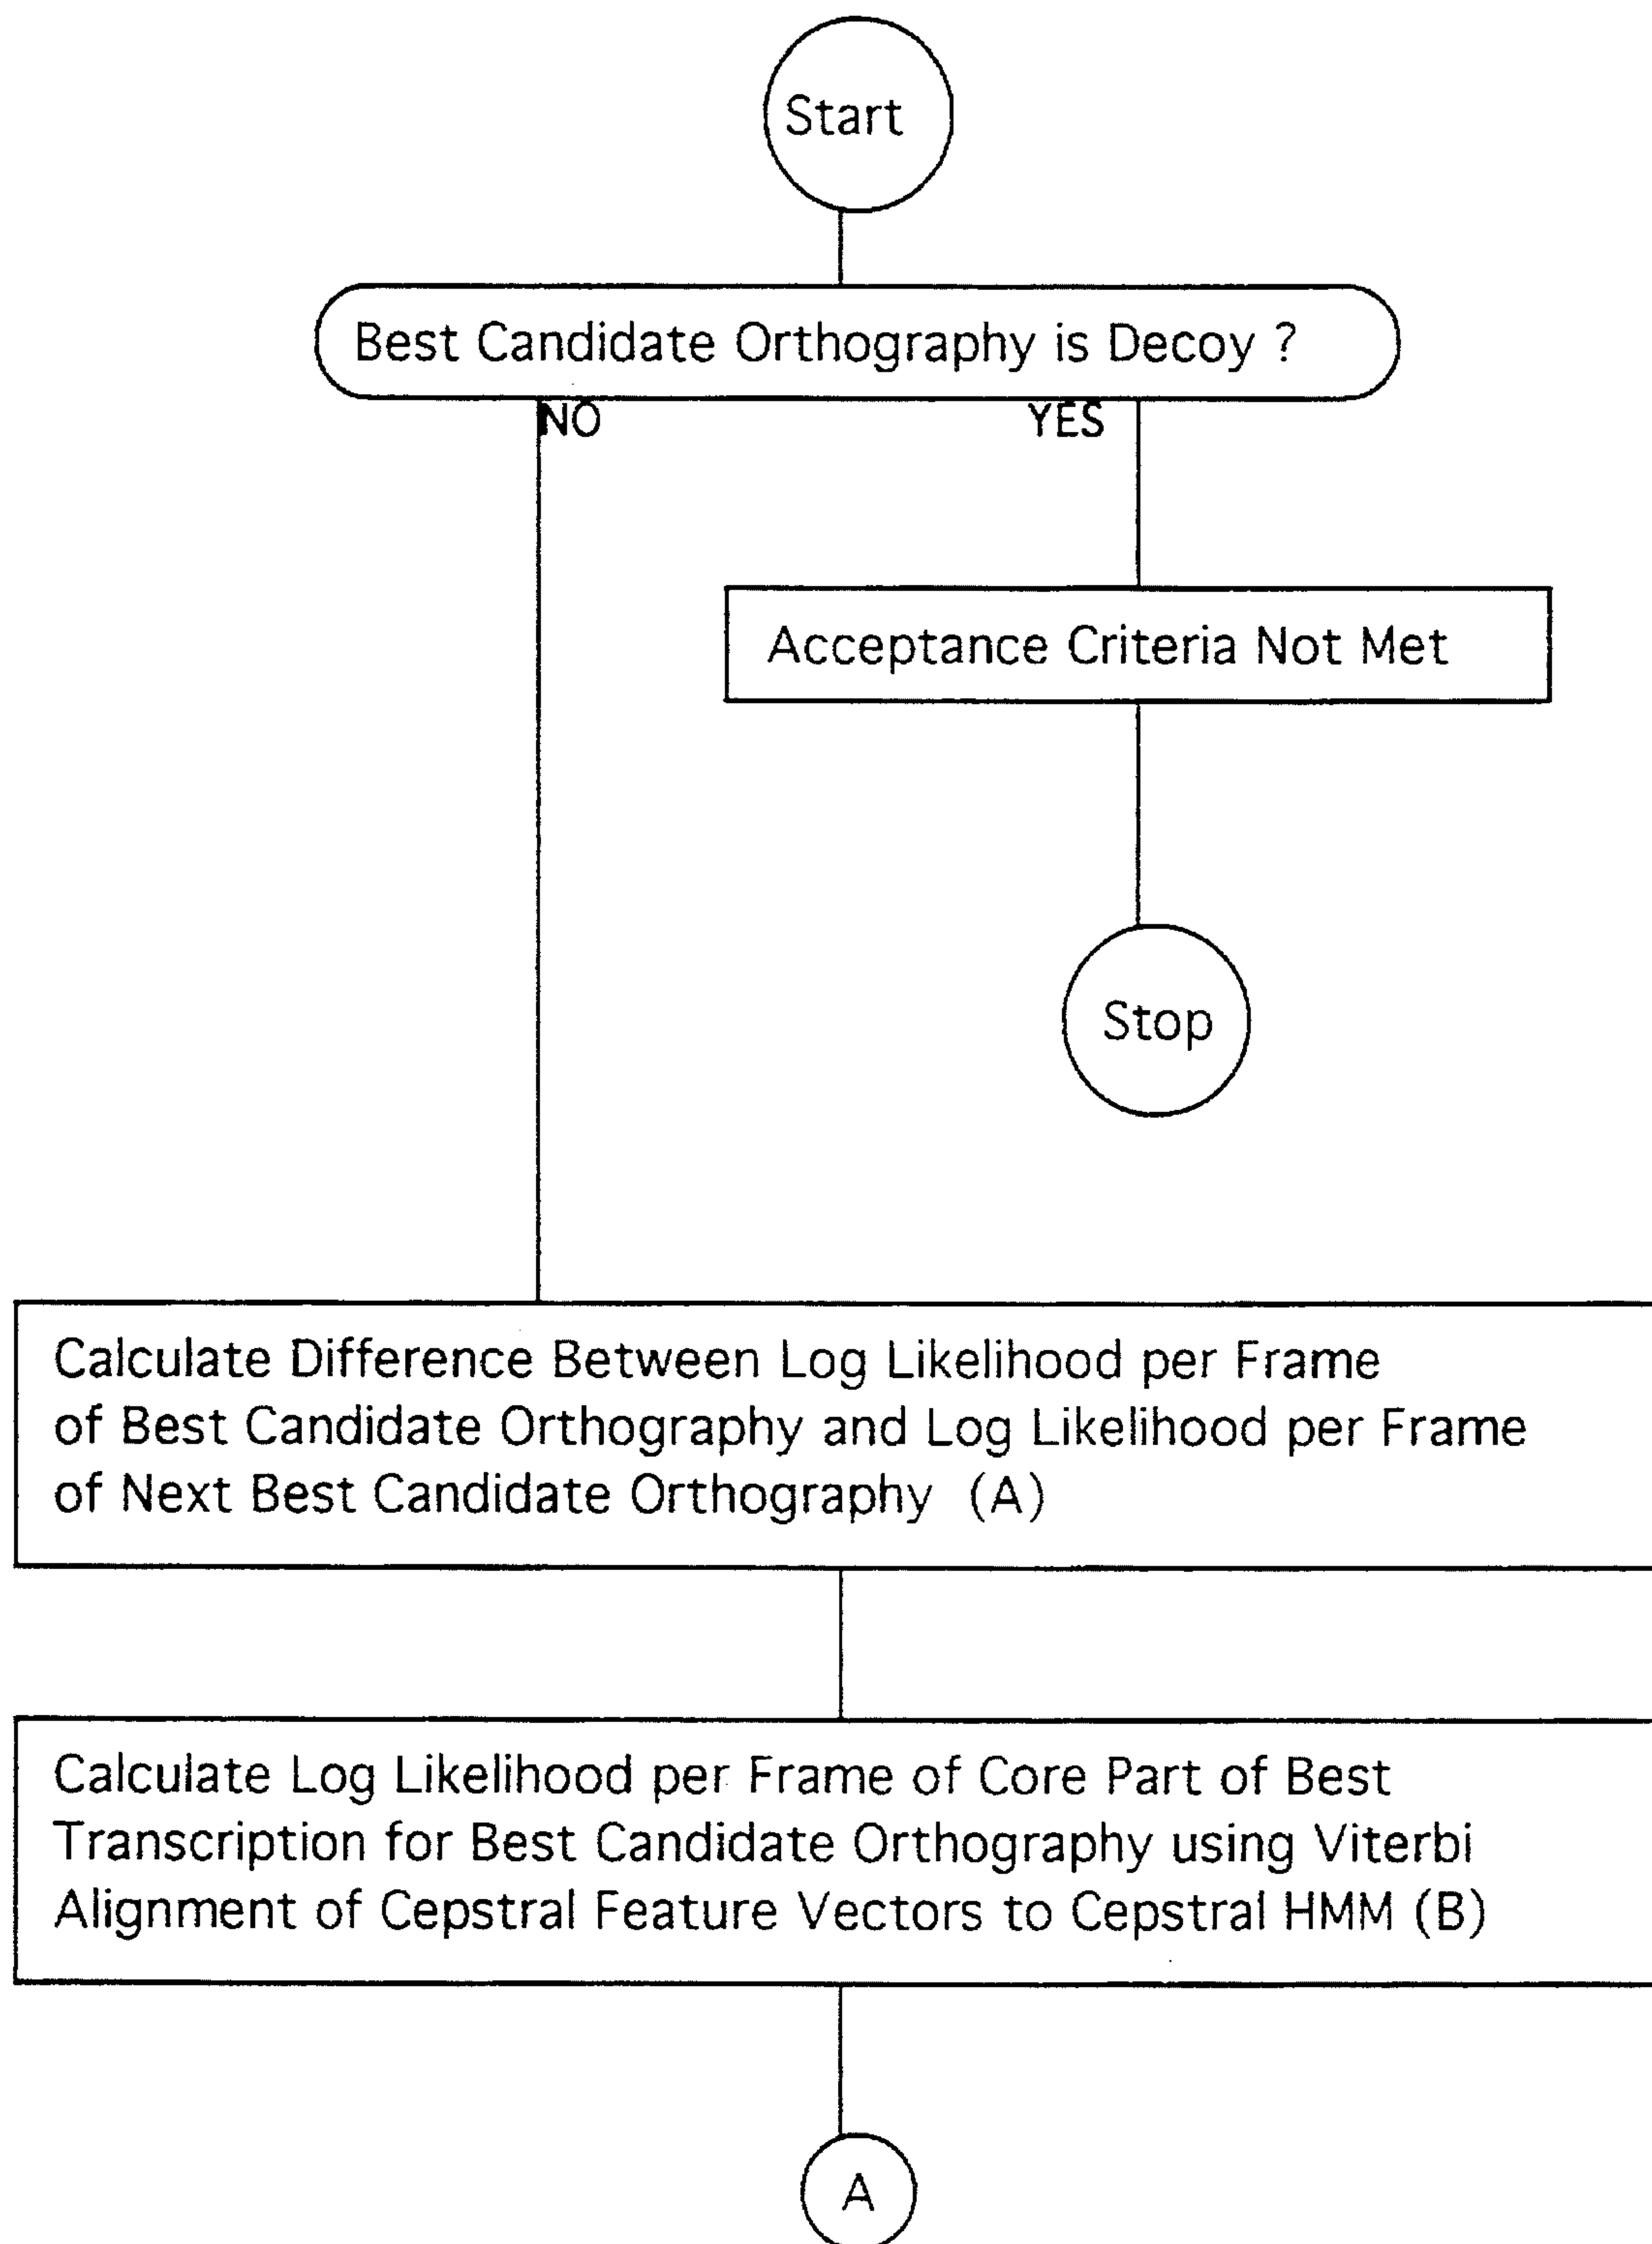 Start
Best Candidate Orthography is Decoy ?
NO
YES
Acceptance Criteria Not Met
Stop
Calculate Difference Between Log Likelihood per Frame
of Best Candidate Orthography and Log Likelihood per Frame
of Next Best Candidate Orthography (A)
Calculate Log Likelihood per Frame of Core Part of Best
Transcription for Best Candidate Orthography using Viterbi
Alignment of Cepstral Feature Vectors to Cepstral HMM (B)
A